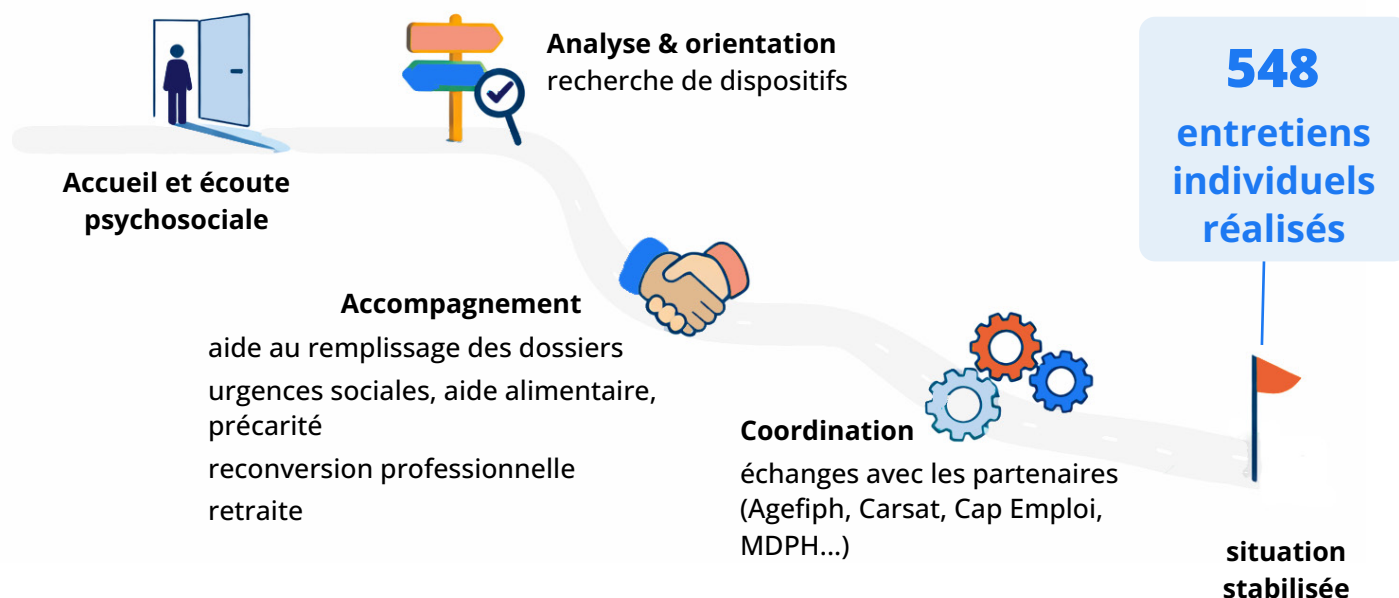 Analyse & orientation
recherche de dispositifs
548
entretiens
individuels
réalisés
Accueil et écoute
psychosociale
Accompagnement
aide au remplissage des dossiers
urgences sociales, aide alimentaire,
précarité
reconversion professionnelle
retraite
Coordination
échanges avec les partenaires
(Agefiph, Carsat, Cap Emploi,
MDPH...)
situation
stabilisée